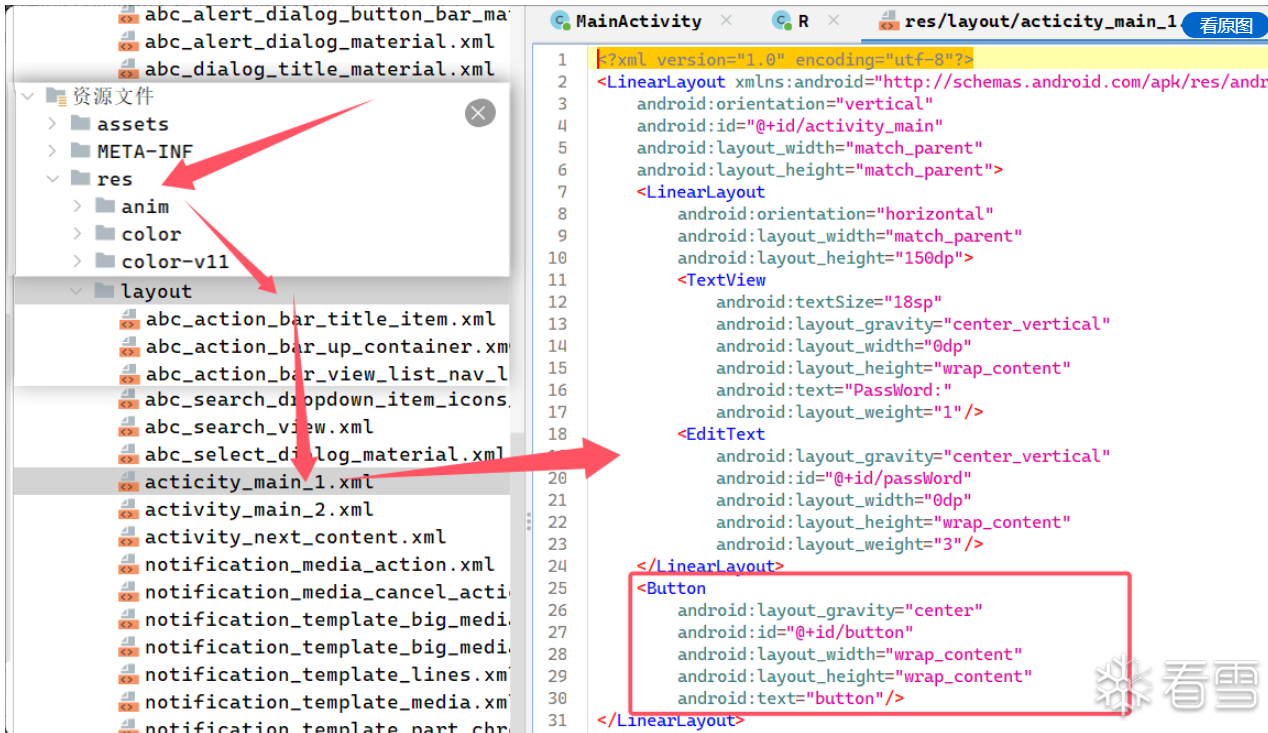 abc_alert_dialog_button_bar_ma
abc_alert_dialog_material.xml
abc_dialog_title_material.xml
资源文件
assets
META-INF
res
anim
color
color-v11
layout
abc_action_bar_title_item.xml
abc_action_bar_up_container.xm
abc_action_bar_view_list_nav_l
abc_search_dropdown_item_icons_
abc_search_view.xml
abc_select_dialog_material.xml
acticity_main_1.xml
activity_main_2.xml
activity_next_content.xml
notification_media_action.xml
notification_media_cancel_acti
notification_template_big_medi
notification_template_big_medi
notification_template_lines.xm
notification_template_media.xm
notification_template_part_chr
MainActivity
R
res/layout/acticity_main_1.
看原图
1 <?xml version="1.0" encoding="utf-8"?>
2 <LinearLayout xmlns:android="http://schemas.android.com/apk/res/andr
3 android:orientation="vertical"
4 android:id="@+id/activity_main"
5 android:layout_width="match_parent"
6 android:layout_height="match_parent">
7 <LinearLayout
8 android:orientation="horizontal"
9 android:layout_width="match_parent"
10 android:layout_height="150dp">
11 <TextView
12 android:textSize="18sp"
13 android:layout_gravity="center_vertical"
14 android:layout_width="0dp"
15 android:layout_height="wrap_content"
16 android:text="PassWord:"
17 android:layout_weight="1"/>
18 <EditText
android:layout_gravity="center_vertical"
20 android:id="@+id/passWord"
21 android:layout_width="0dp"
22 android:layout_height="wrap_content"
23 android:layout_weight="3"/>
24 </LinearLayout>
25 <Button
26 android:layout_gravity="center"
27 android:id="@+id/button"
28 android:layout_width="wrap_content"
29 android:layout_height="wrap_content"
30 android:text="button"/>
31 </LinearLayout>
看雪